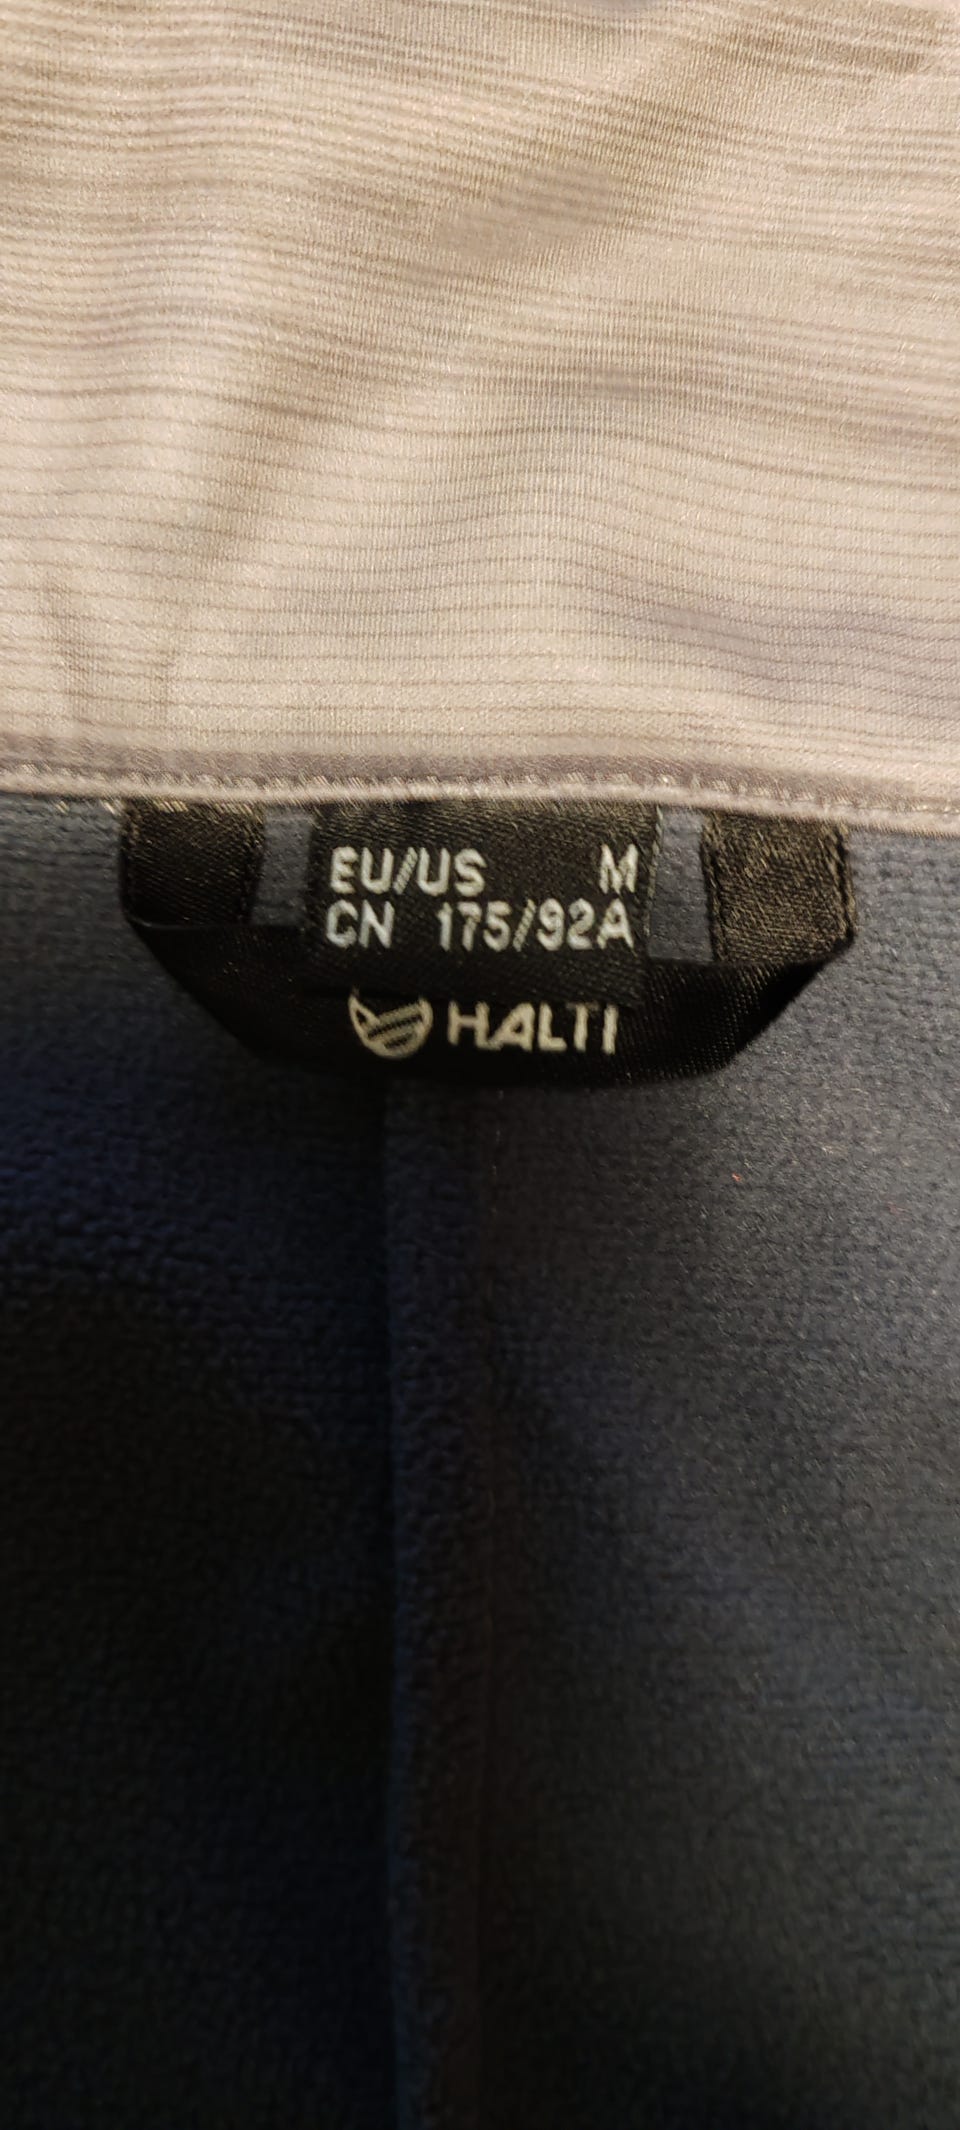 EU/US M
CN 175/92A
HALTI